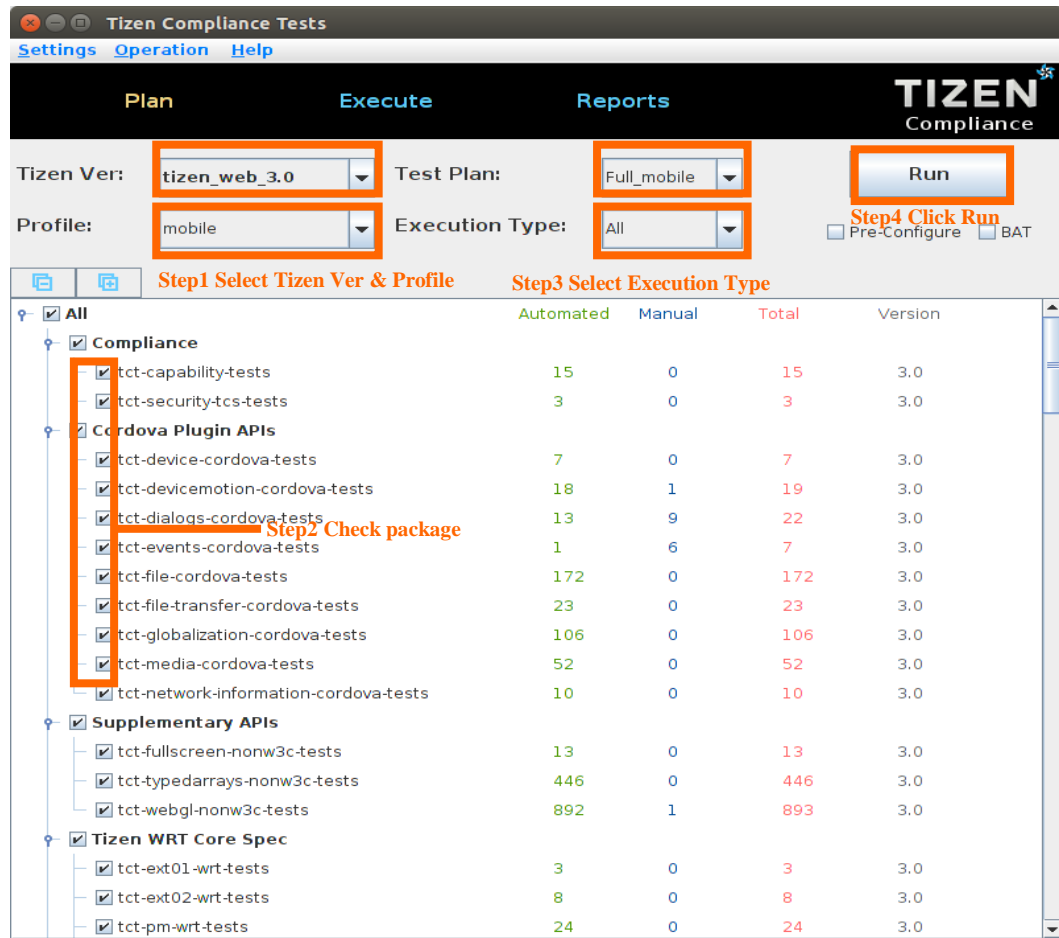 Tizen Compliance Tests
Settings Operation Help
Plan Execute Reports
TIZEN
Compliance
Tizen Ver: tizen_web_3.0 Test Plan: Full_mobile Run
Profile: mobile Execution Type: All
Step4 Click Run
Pre-Configure BAT
Step1 Select Tizen Ver & Profile Step3 Select Execution Type
All Automated Manual Total Version
Compliance
tct-capability-tests 15 0 15 3.0
tct-security-tcs-tests 3 0 3 3.0
Cordova Plugin APIs
tct-device-cordova-tests 7 0 7 3.0
tct-devicemotion-cordova-tests 18 1 19 3.0
tct-dialogs-cordova-tests 13 9 22 3.0
Step2 Check package
tct-events-cordova-tests 1 6 7 3.0
tct-file-cordova-tests 172 0 172 3.0
tct-file-transfer-cordova-tests 23 0 23 3.0
tct-globalization-cordova-tests 106 0 106 3.0
tct-media-cordova-tests 52 0 52 3.0
tct-network-information-cordova-tests 10 0 10 3.0
Supplementary APIs
tct-fullscreen-nonw3c-tests 13 0 13 3.0
tct-typedarrays-nonw3c-tests 446 0 446 3.0
tct-webgl-nonw3c-tests 892 1 893 3.0
Tizen WRT Core Spec
tct-ext01-wrt-tests 3 0 3 3.0
tct-ext02-wrt-tests 8 0 8 3.0
tct-pm-wrt-tests 24 0 24 3.0